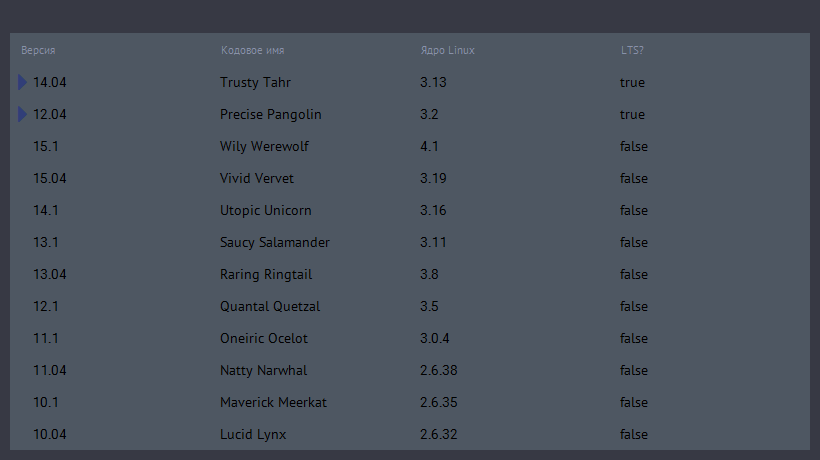 Версия Кодовое имя Ядро Linux LTS?
14.04 Trusty Tahr 3.13 true
12.04 Precise Pangolin 3.2 true
15.1 Wily Werewolf 4.1 false
15.04 Vivid Vervet 3.19 false
14.1 Utopic Unicorn 3.16 false
13.1 Saucy Salamander 3.11 false
13.04 Raring Ringtail 3.8 false
12.1 Quantal Quetzal 3.5 false
11.1 Oneiric Ocelot 3.0.4 false
11.04 Natty Narwhal 2.6.38 false
10.1 Maverick Meerkat 2.6.35 false
10.04 Lucid Lynx 2.6.32 false